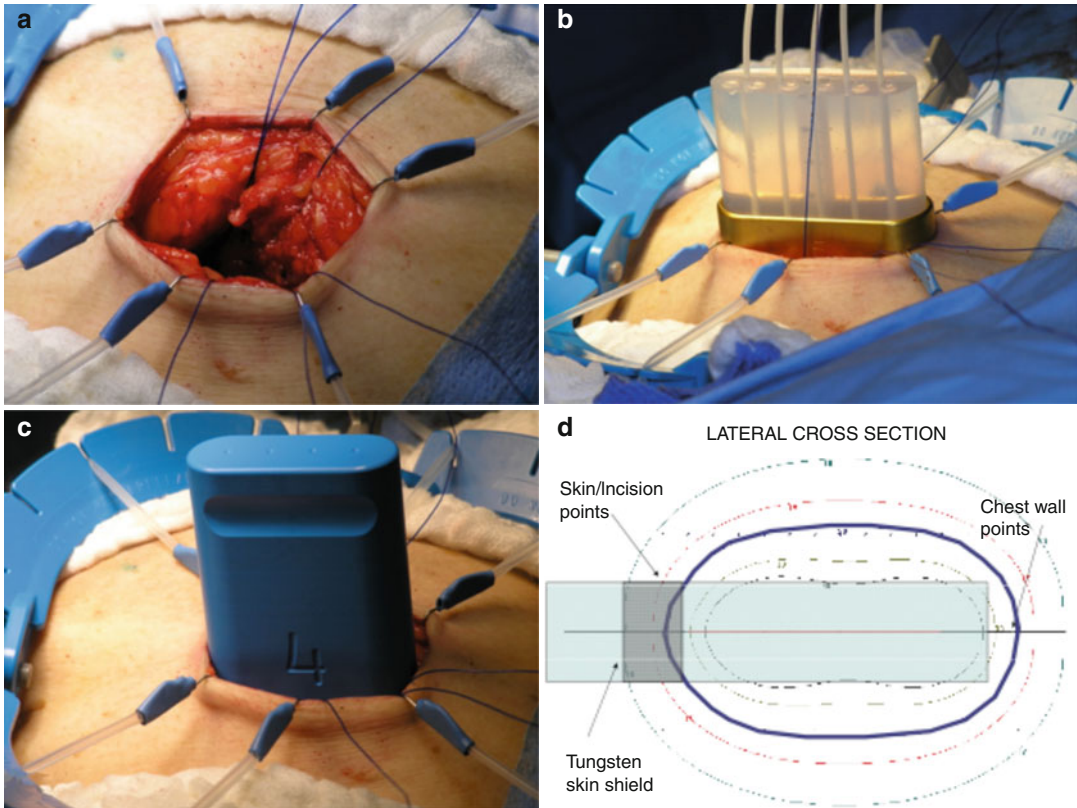 a
b
c
4
d
LATERAL CROSS SECTION
Skin/Incision
points
Chest wall
points
Tungsten
skin shield